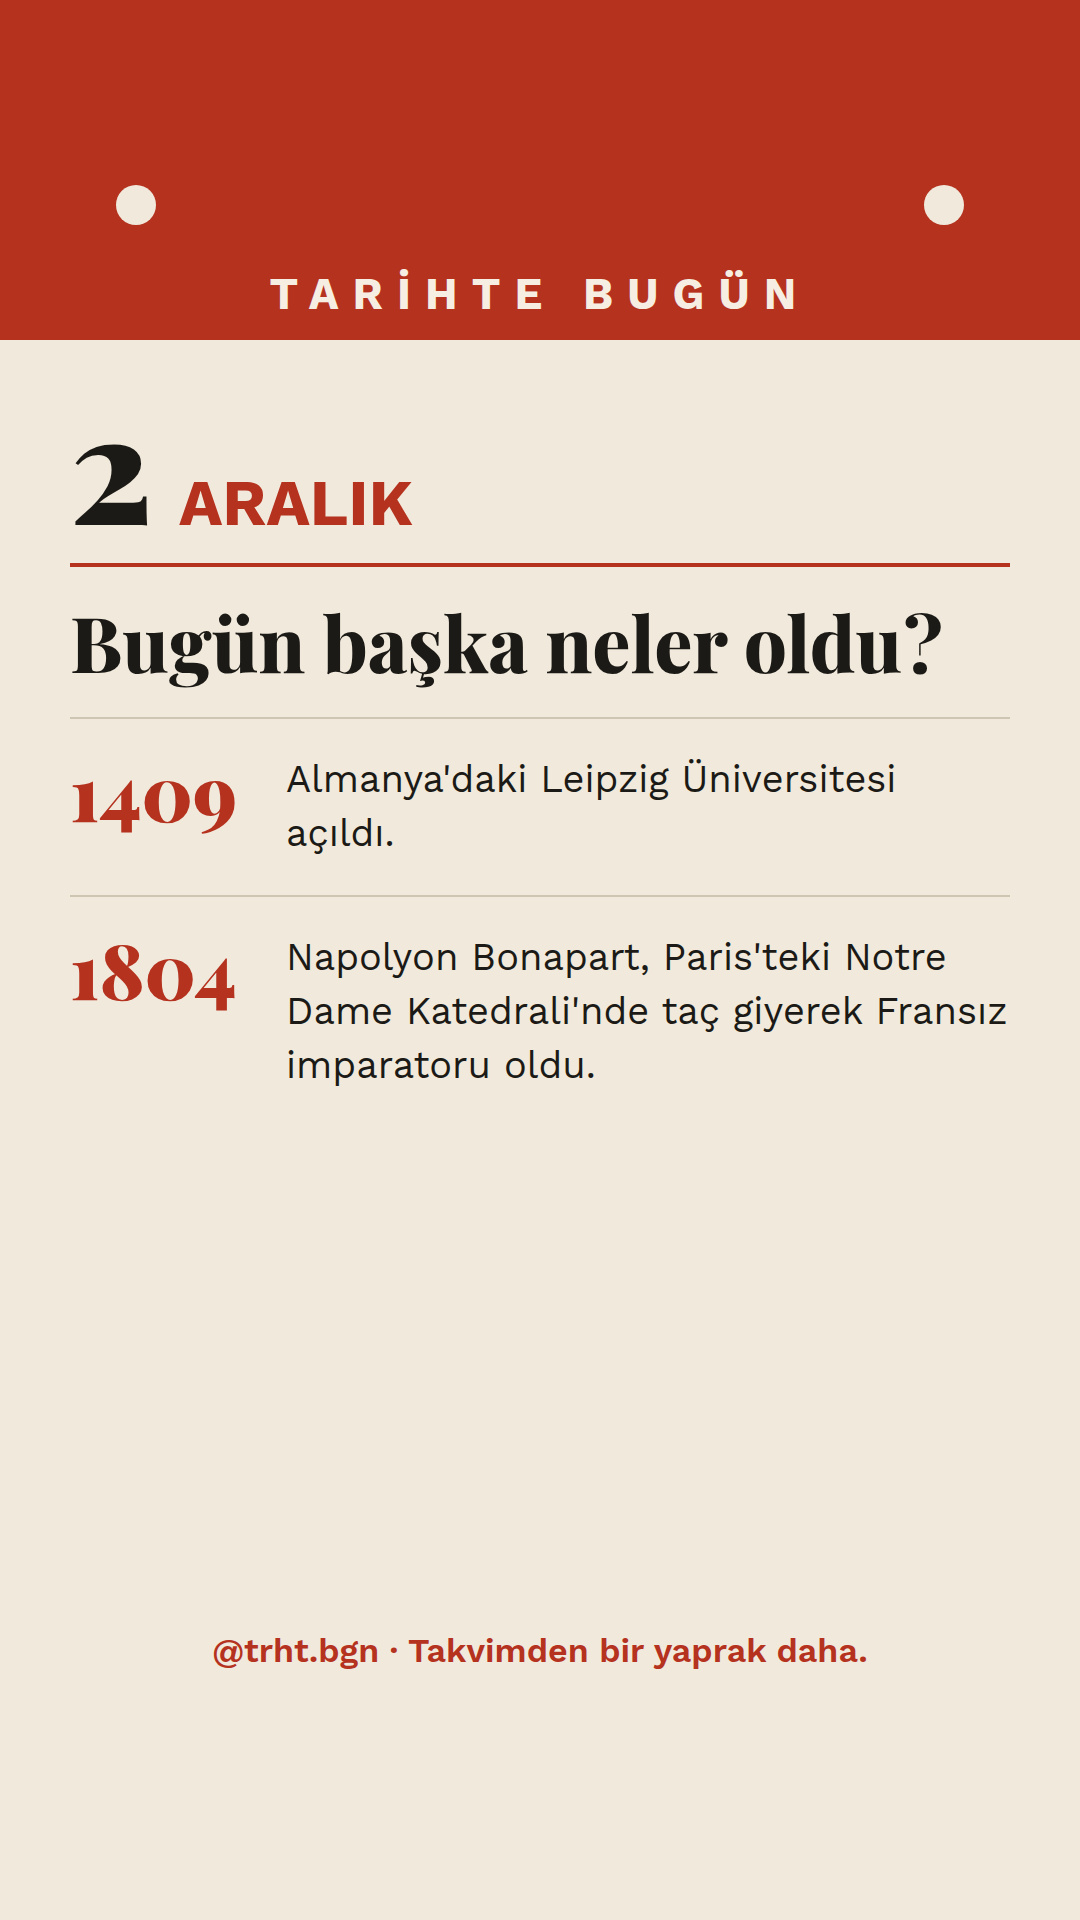 TARİHTE BUGÜN
2 ARALIK
Bugün başka neler oldu?
1409 Almanya'daki Leipzig Üniversitesi
açıldı.
1804 Napolyon Bonapart, Paris'teki Notre
Dame Katedrali'nde taç giyerek Fransız
imparatoru oldu.
@trht.bgn · Takvimden bir yaprak daha.